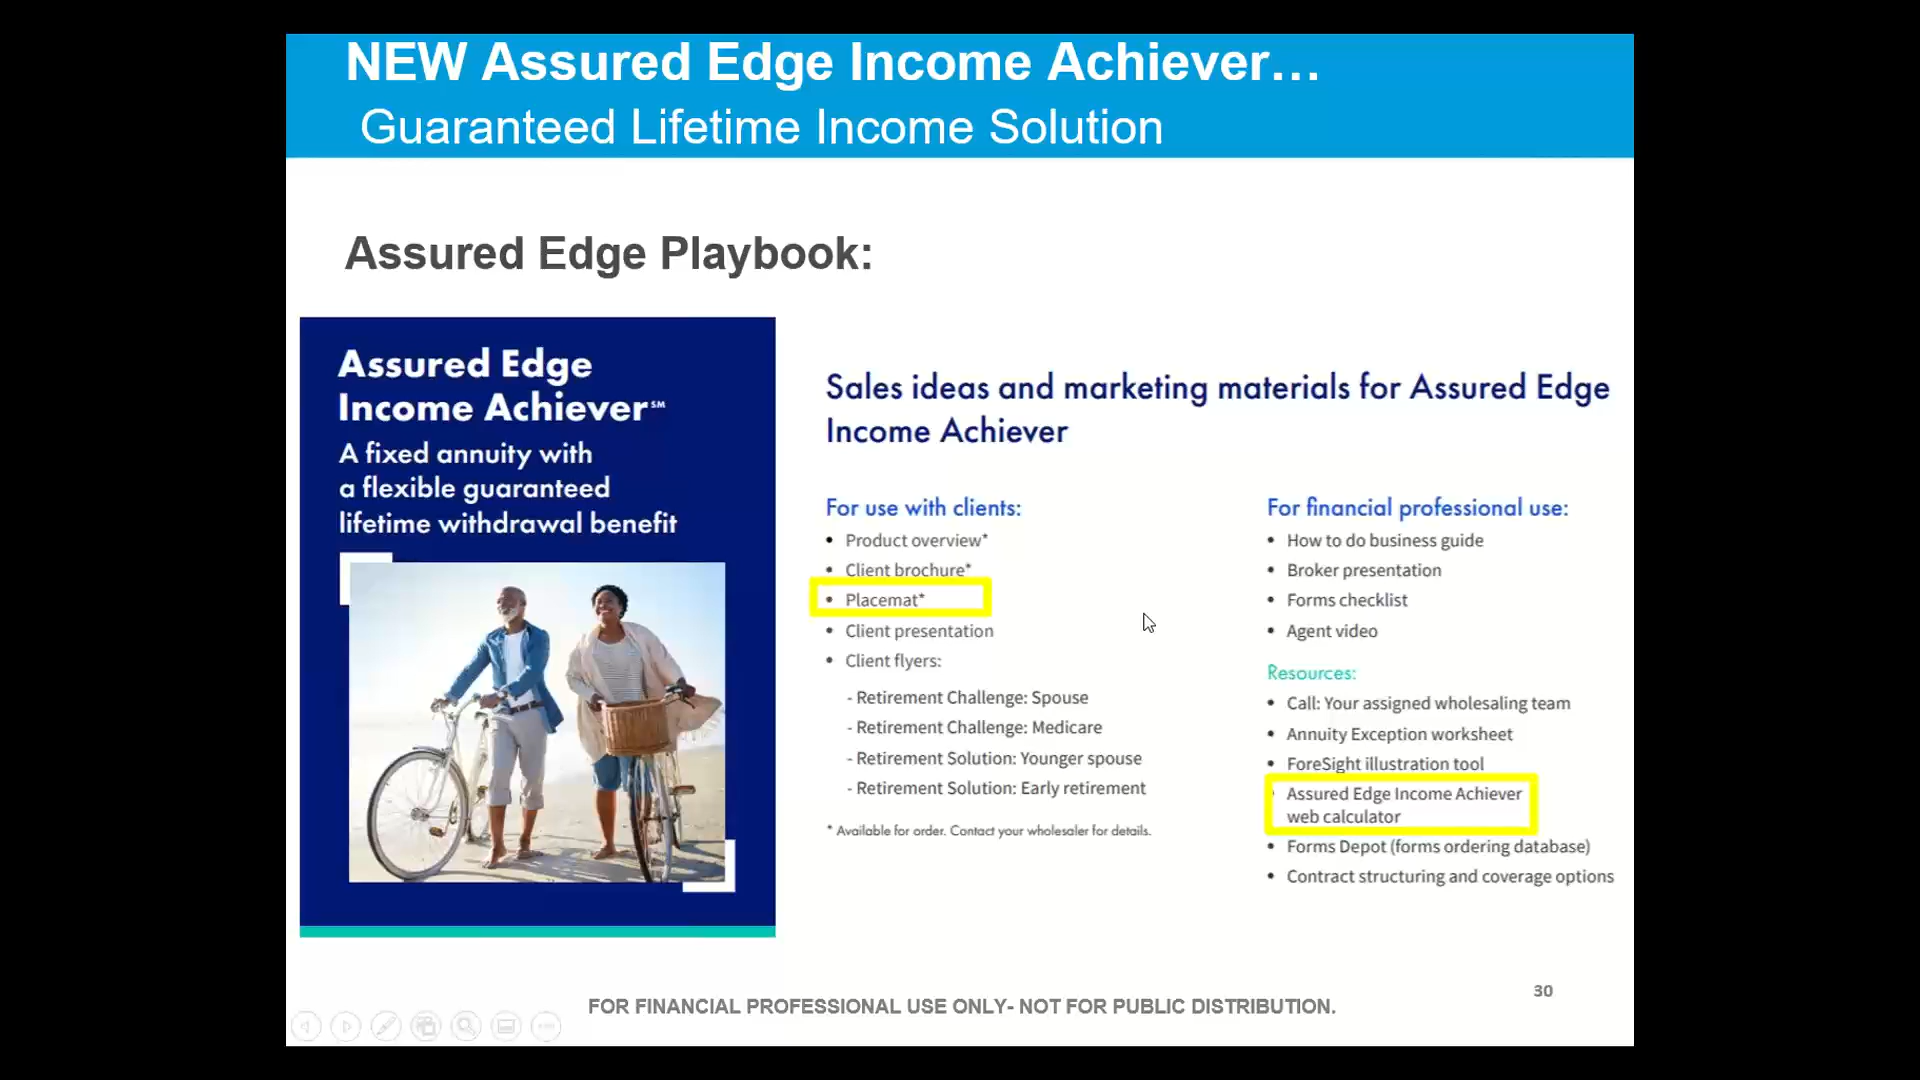 NEW Assured Edge Income Achiever…
Guaranteed Lifetime Income Solution
Assured Edge Playbook:
Assured Edge
Income Achiever℠
A fixed annuity with
a flexible guaranteed
lifetime withdrawal benefit
Sales ideas and marketing materials for Assured Edge
Income Achiever
For use with clients:
• Product overview*
• Client brochure*
• Placemat*
• Client presentation
• Client flyers:
- Retirement Challenge: Spouse
- Retirement Challenge: Medicare
- Retirement Solution: Younger spouse
- Retirement Solution: Early retirement
* Available for order. Contact your wholesaler for details.
For financial professional use:
• How to do business guide
• Broker presentation
• Forms checklist
• Agent video
Resources:
• Call: Your assigned wholesaling team
• Annuity Exception worksheet
• ForeSight illustration tool
• Assured Edge Income Achiever
web calculator
• Forms Depot (forms ordering database)
• Contract structuring and coverage options
30
FOR FINANCIAL PROFESSIONAL USE ONLY- NOT FOR PUBLIC DISTRIBUTION.